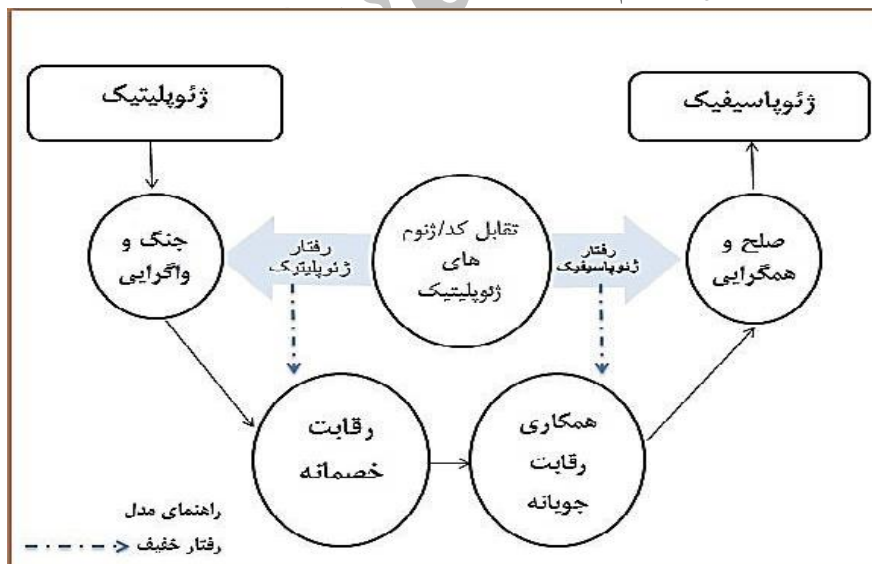 ژئوپلیتیک
ژئوپاسیفیک
جنگ و
واگرایی
رفتار
ژئوپلیتیک
تقابل کد/ژنوم
های
ژئوپلیتیک
رفتار
ژئوپاسیفیک
صلح و
همگرایی
رقابت
خصمانه
همکاری
رقابت
جویانه
راهنمای مدل
رفتار خفیف